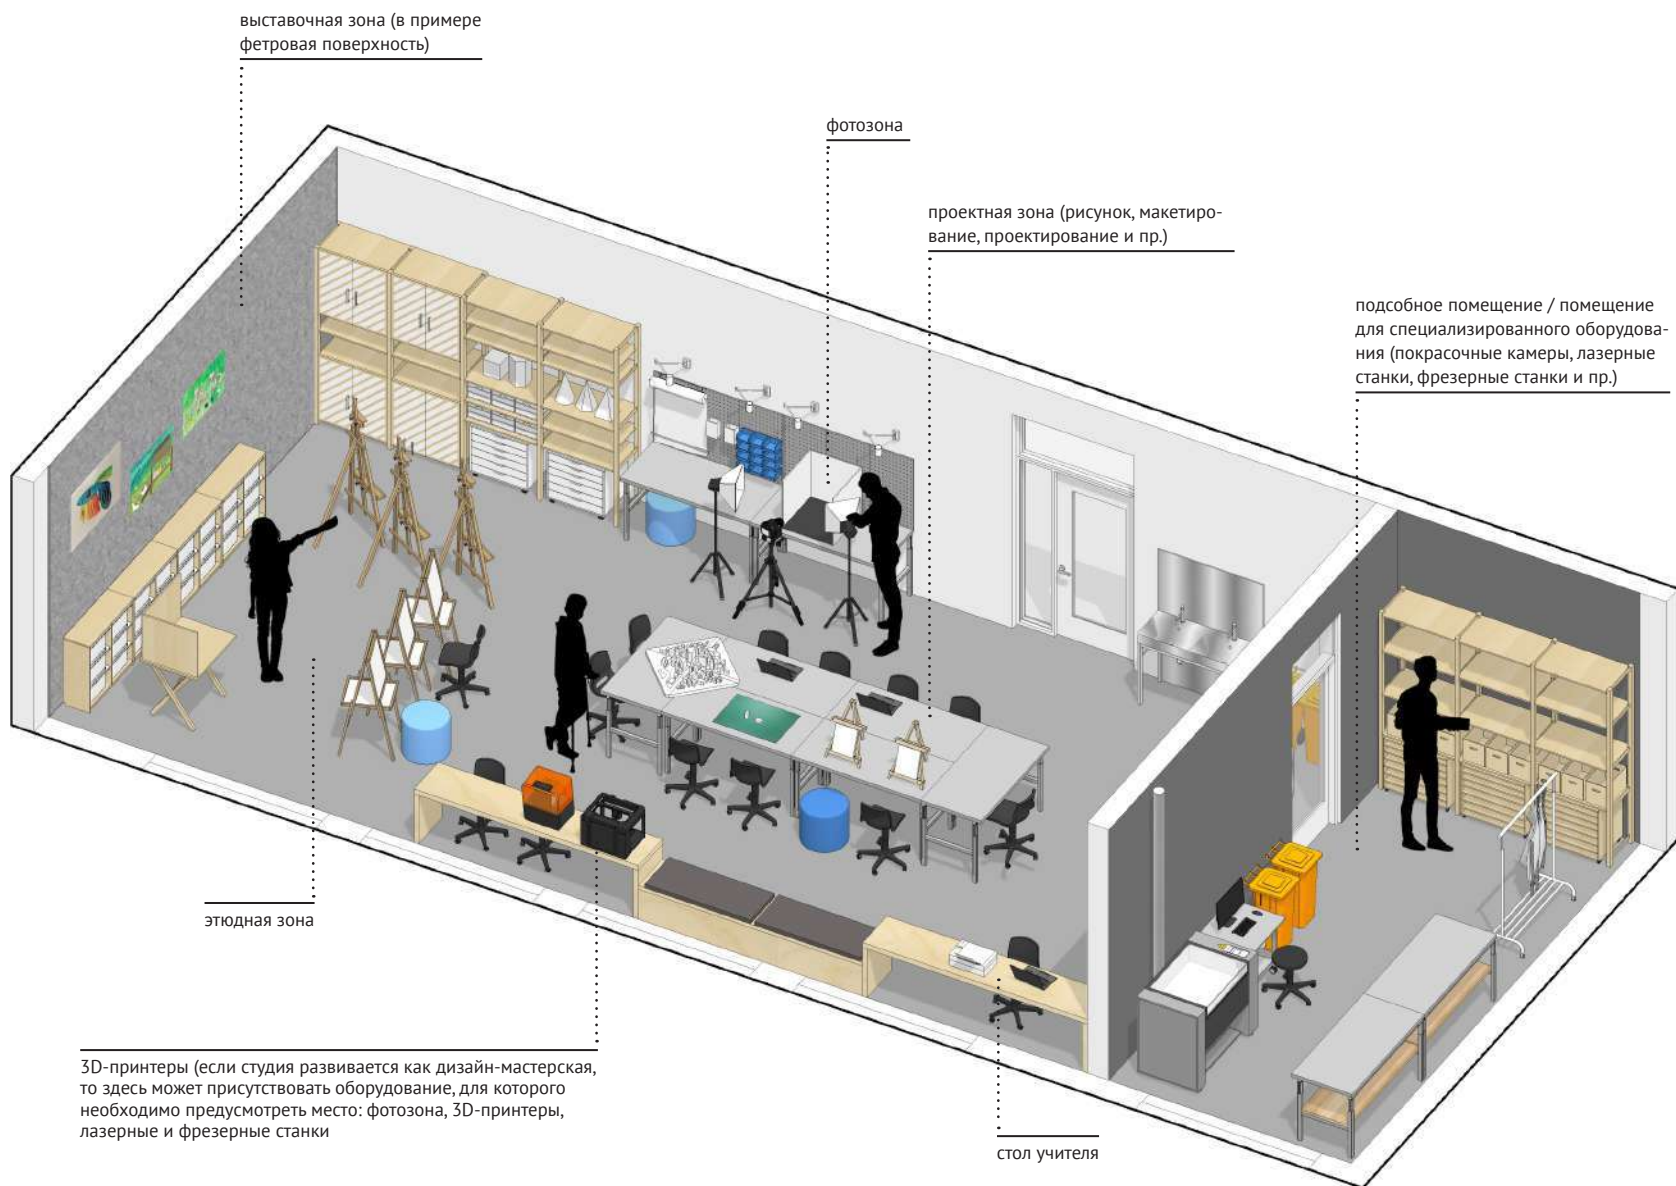 выставочная зона (в примере
фетровая поверхность)
фотозона
проектная зона (рисунок, макетиро-
вание, проектирование и пр.)
подсобное помещение / помещение
для специализированного оборудова-
ния (покрасочные камеры, лазерные
станки, фрезерные станки и пр.)
этюдная зона
3D-принтеры (если студия развивается как дизайн-мастерская,
то здесь может присутствовать оборудование, для которого
необходимо предусмотреть место: фотозона, 3D-принтеры,
лазерные и фрезерные станки
стол учителя